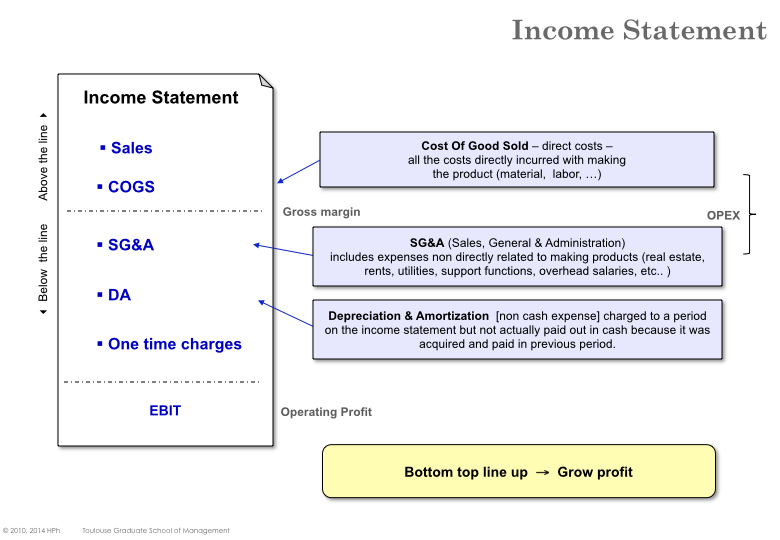 Income Statement
Income Statement
Above the line
▪ Sales
Cost Of Good Sold – direct costs –
all the costs directly incurred with making
the product (material, labor, …)
▪ COGS
Gross margin
OPEX
Below the line
▪ SG&A
SG&A (Sales, General & Administration)
includes expenses non directly related to making products (real estate,
rents, utilities, support functions, overhead salaries, etc.. )
▪ DA
Depreciation & Amortization [non cash expense] charged to a period
on the income statement but not actually paid out in cash because it was
acquired and paid in previous period.
▪ One time charges
EBIT
Operating Profit
Bottom top line up → Grow profit
© 2010, 2014 HPh Toulouse Graduate School of Management